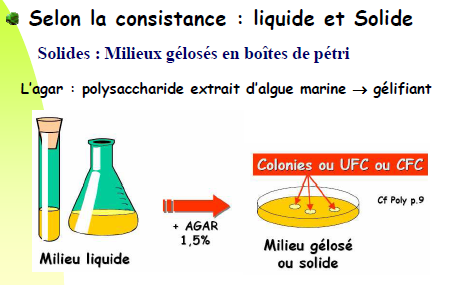 Selon la consistance : liquide et Solide
Solides : Milieux gélosés en boîtes de pétri
L'agar : polysaccharide extrait d'algue marine → gélifiant
Colonies ou UFC ou CFC
Cf Poly p.9
+ AGAR
1,5%
Milieu liquide
Milieu gélosé
ou solide